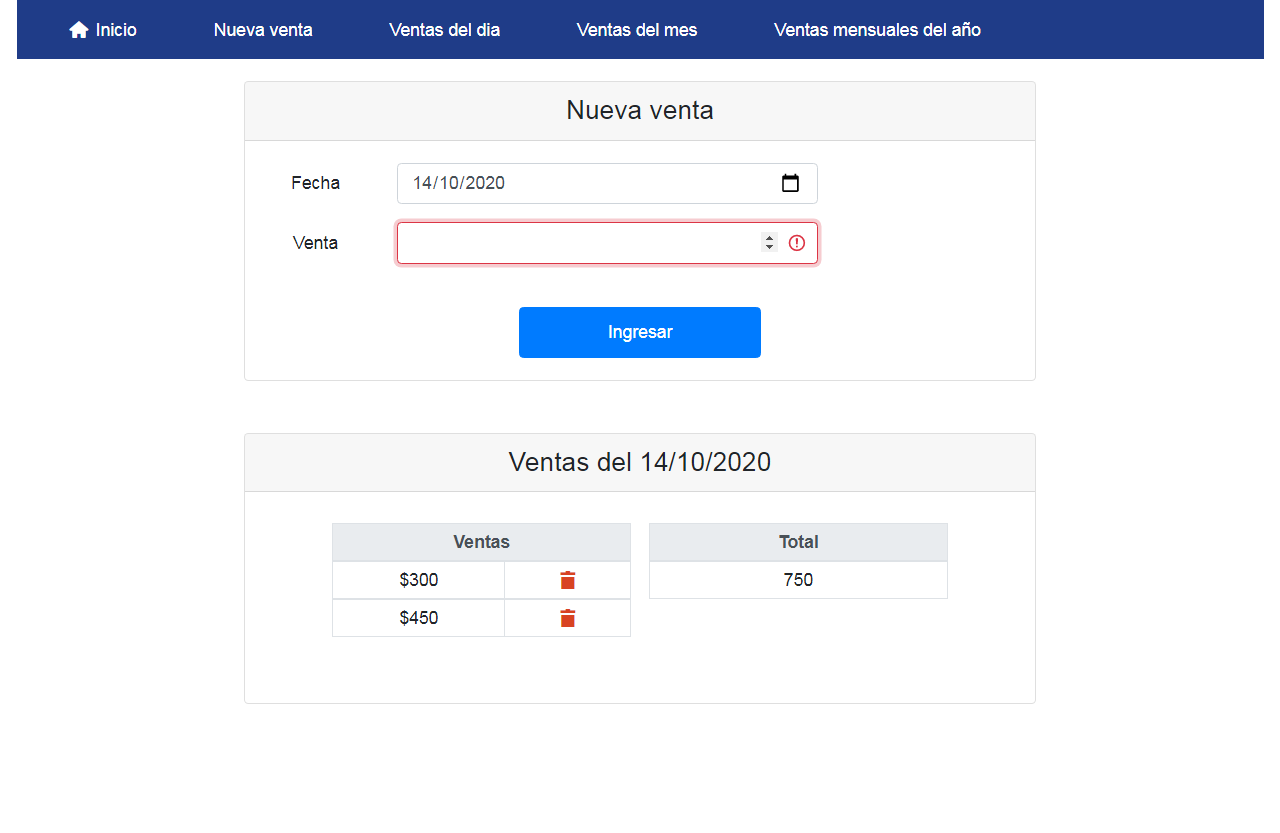 Inicio Nueva venta Ventas del dia Ventas del mes Ventas mensuales del año
Nueva venta
Fecha 14/10/2020
Venta
Ingresar
Ventas del 14/10/2020
Ventas Total
$300 750
$450